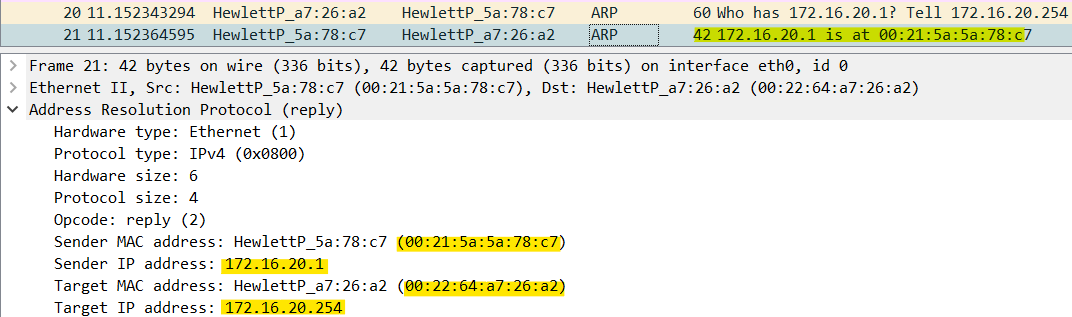 20 11.152343294 HewlettP_a7:26:a2 HewlettP_5a:78:c7 ARP 60 Who has 172.16.20.1? Tell 172.16.20.254
21 11.152364595 HewlettP_5a:78:c7 HewlettP_a7:26:a2 ARP 42 172.16.20.1 is at 00:21:5a:5a:78:c7
Frame 21: 42 bytes on wire (336 bits), 42 bytes captured (336 bits) on interface eth0, id 0
Ethernet II, Src: HewlettP_5a:78:c7 (00:21:5a:5a:78:c7), Dst: HewlettP_a7:26:a2 (00:22:64:a7:26:a2)
Address Resolution Protocol (reply)
Hardware type: Ethernet (1)
Protocol type: IPv4 (0x0800)
Hardware size: 6
Protocol size: 4
Opcode: reply (2)
Sender MAC address: HewlettP_5a:78:c7 (00:21:5a:5a:78:c7)
Sender IP address: 172.16.20.1
Target MAC address: HewlettP_a7:26:a2 (00:22:64:a7:26:a2)
Target IP address: 172.16.20.254